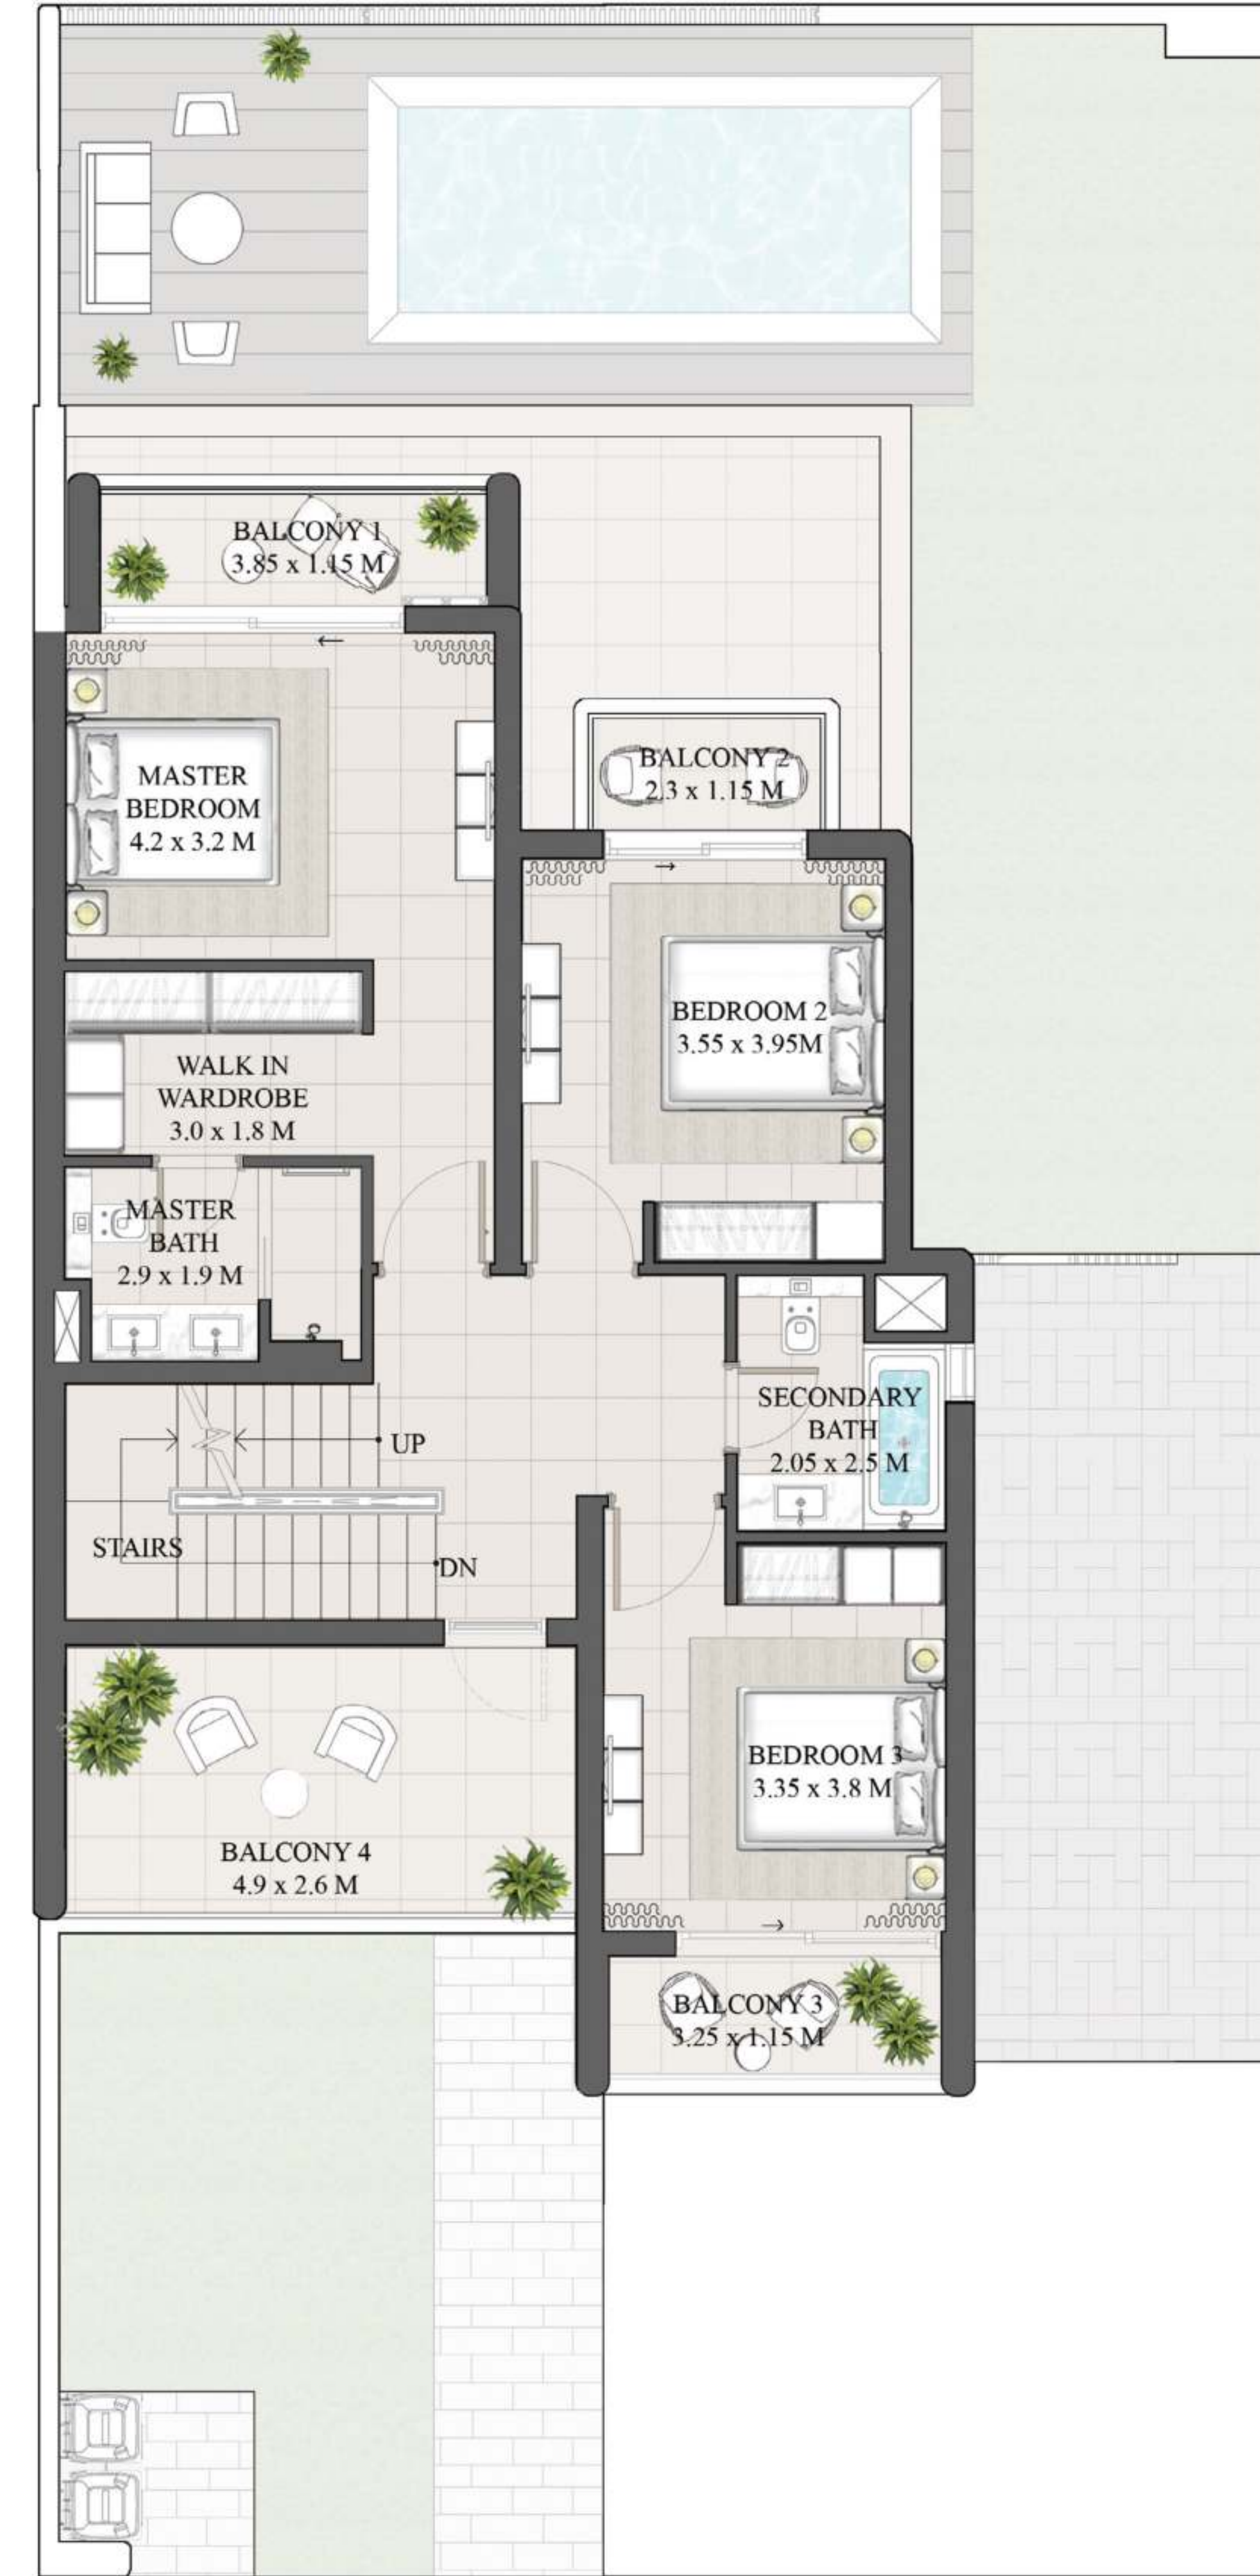 BALCONY 1
3.85 x 1.15 M
BALCONY 2
2.3 x 1.15 M
MASTER
BEDROOM
4.2 x 3.2 M
BEDROOM 2
3.55 x 3.95M
WALK IN
WARDROBE
3.0 x 1.8 M
MASTER
BATH
2.9 x 1.9 M
SECONDARY
BATH
2.05 x 2.5 M
UP
STAIRS
DN
BEDROOM 3
3.35 x 3.8 M
BALCONY 4
4.9 x 2.6 M
BALCONY 3
3.25 x 1.15 M